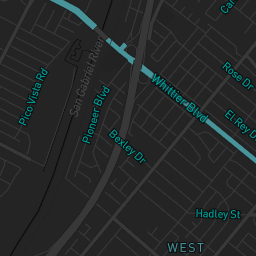 Rose Dr
Whittier Blvd
San Gabriel River
Pico Vista Rd
Pioneer Blvd
El Rey D
Bexley Dr
Hadley St
WEST